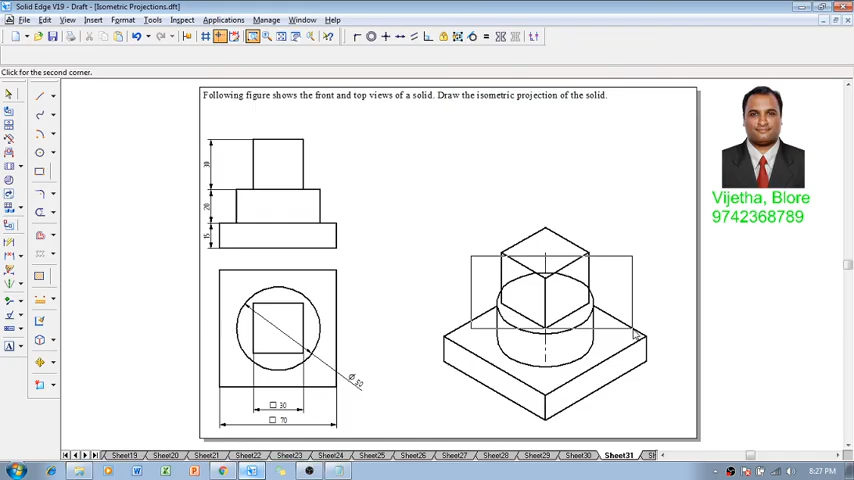 Solid Edge V19 - Draft - [Isometric Projections.dft]
File Edit View Insert Format Tools Inspect Applications Manage Window Help
Click for the second corner.
Following figure shows the front and top views of a solid. Draw the isometric projection of the solid.
Vijetha, Blore
9742368789
30
20
15
Ø 50
□ 30
□ 70
Sheet19 Sheet20 Sheet21 Sheet22 Sheet23 Sheet24 Sheet25 Sheet26 Sheet27 Sheet28 Sheet29 Sheet30 Sheet31 Sh
8:27 PM